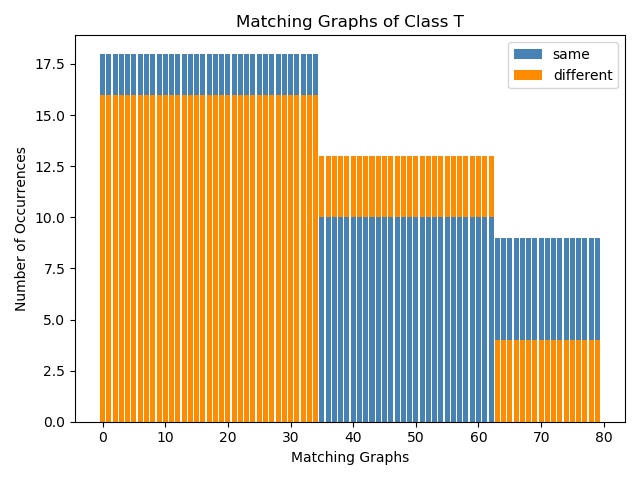 Matching Graphs of Class T
same
different
Number of Occurrences
17.5
15.0
12.5
10.0
7.5
5.0
2.5
0.0
0 10 20 30 40 50 60 70 80
Matching Graphs